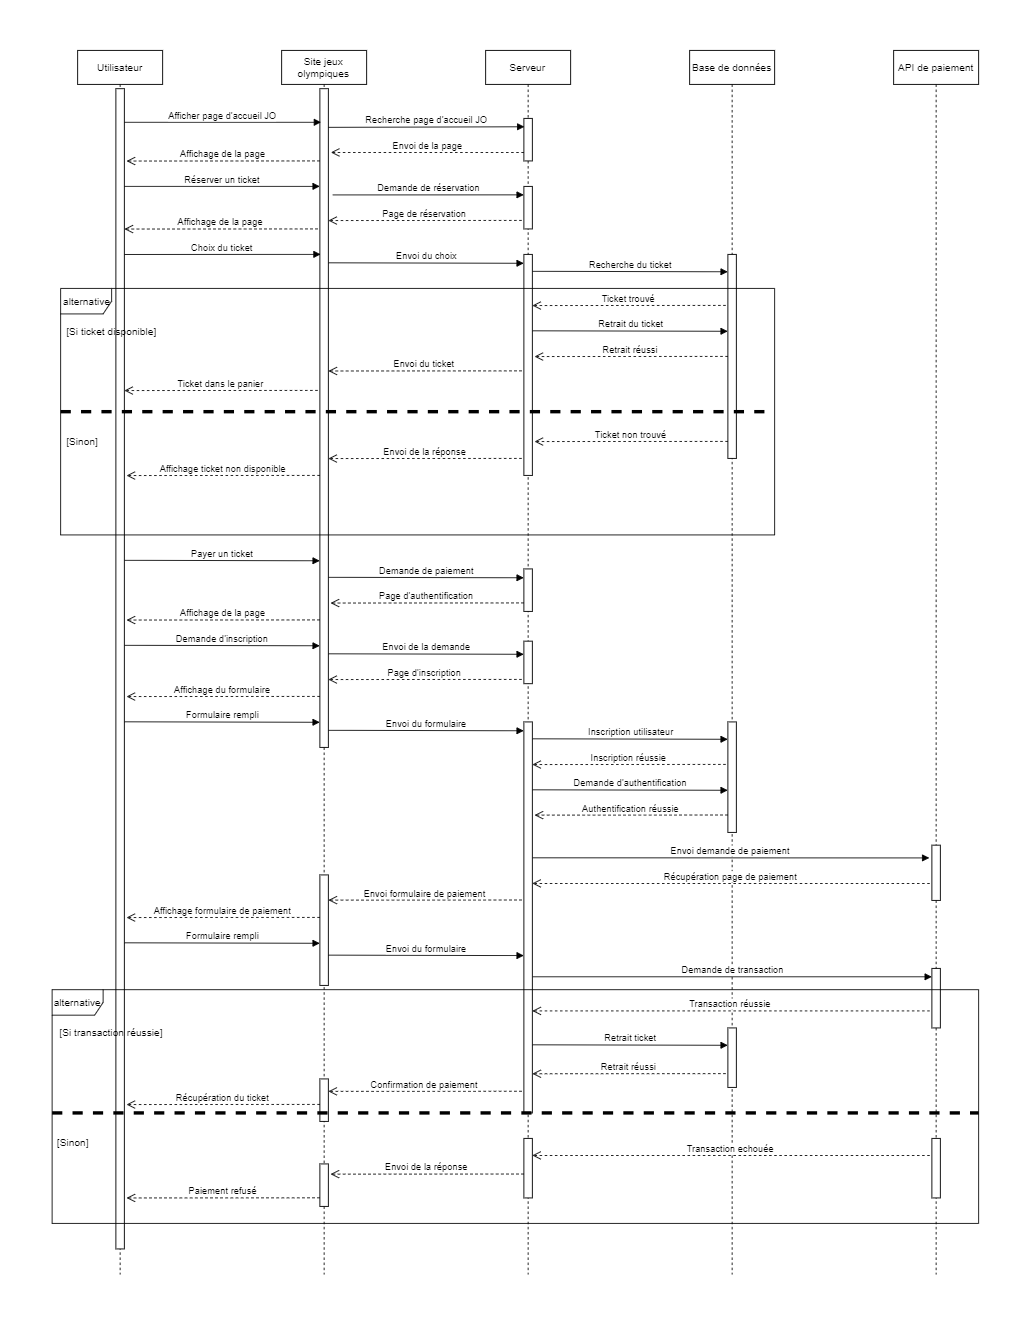 Utilisateur
Site jeux
olympiques
Serveur
Base de données
API de paiement
Afficher page d'accueil JO
Recherche page d'accueil JO
Envoi de la page
Affichage de la page
Réserver un ticket
Demande de réservation
Page de réservation
Affichage de la page
Choix du ticket
Envoi du choix
Recherche du ticket
alternative
Ticket trouvé
[Si ticket disponible]
Retrait du ticket
Retrait réussi
Envoi du ticket
Ticket dans le panier
[Sinon]
Ticket non trouvé
Envoi de la réponse
Affichage ticket non disponible
Payer un ticket
Demande de paiement
Page d'authentification
Affichage de la page
Demande d'inscription
Envoi de la demande
Page d'inscription
Affichage du formulaire
Formulaire rempli
Envoi du formulaire
Inscription utilisateur
Inscription réussie
Demande d'authentification
Authentification réussie
Envoi demande de paiement
Récupération page de paiement
Envoi formulaire de paiement
Affichage formulaire de paiement
Formulaire rempli
Envoi du formulaire
Demande de transaction
alternative
Transaction réussie
[Si transaction réussie]
Retrait ticket
Retrait réussi
Confirmation de paiement
Récupération du ticket
[Sinon]
Transaction echouée
Envoi de la réponse
Paiement refusé